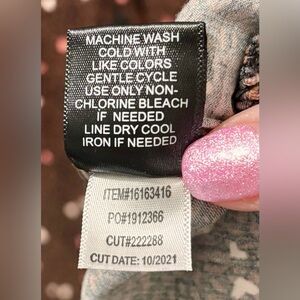 MACHINE WASH
COLD WITH
LIKE COLORS
GENTLE CYCLE
USE ONLY NON-
CHLORINE BLEACH
IF NEEDED
LINE DRY COOL
IRON IF NEEDED
ITEM#16163416
PO#1912366
CUT#222288
CUT DATE: 10/2021